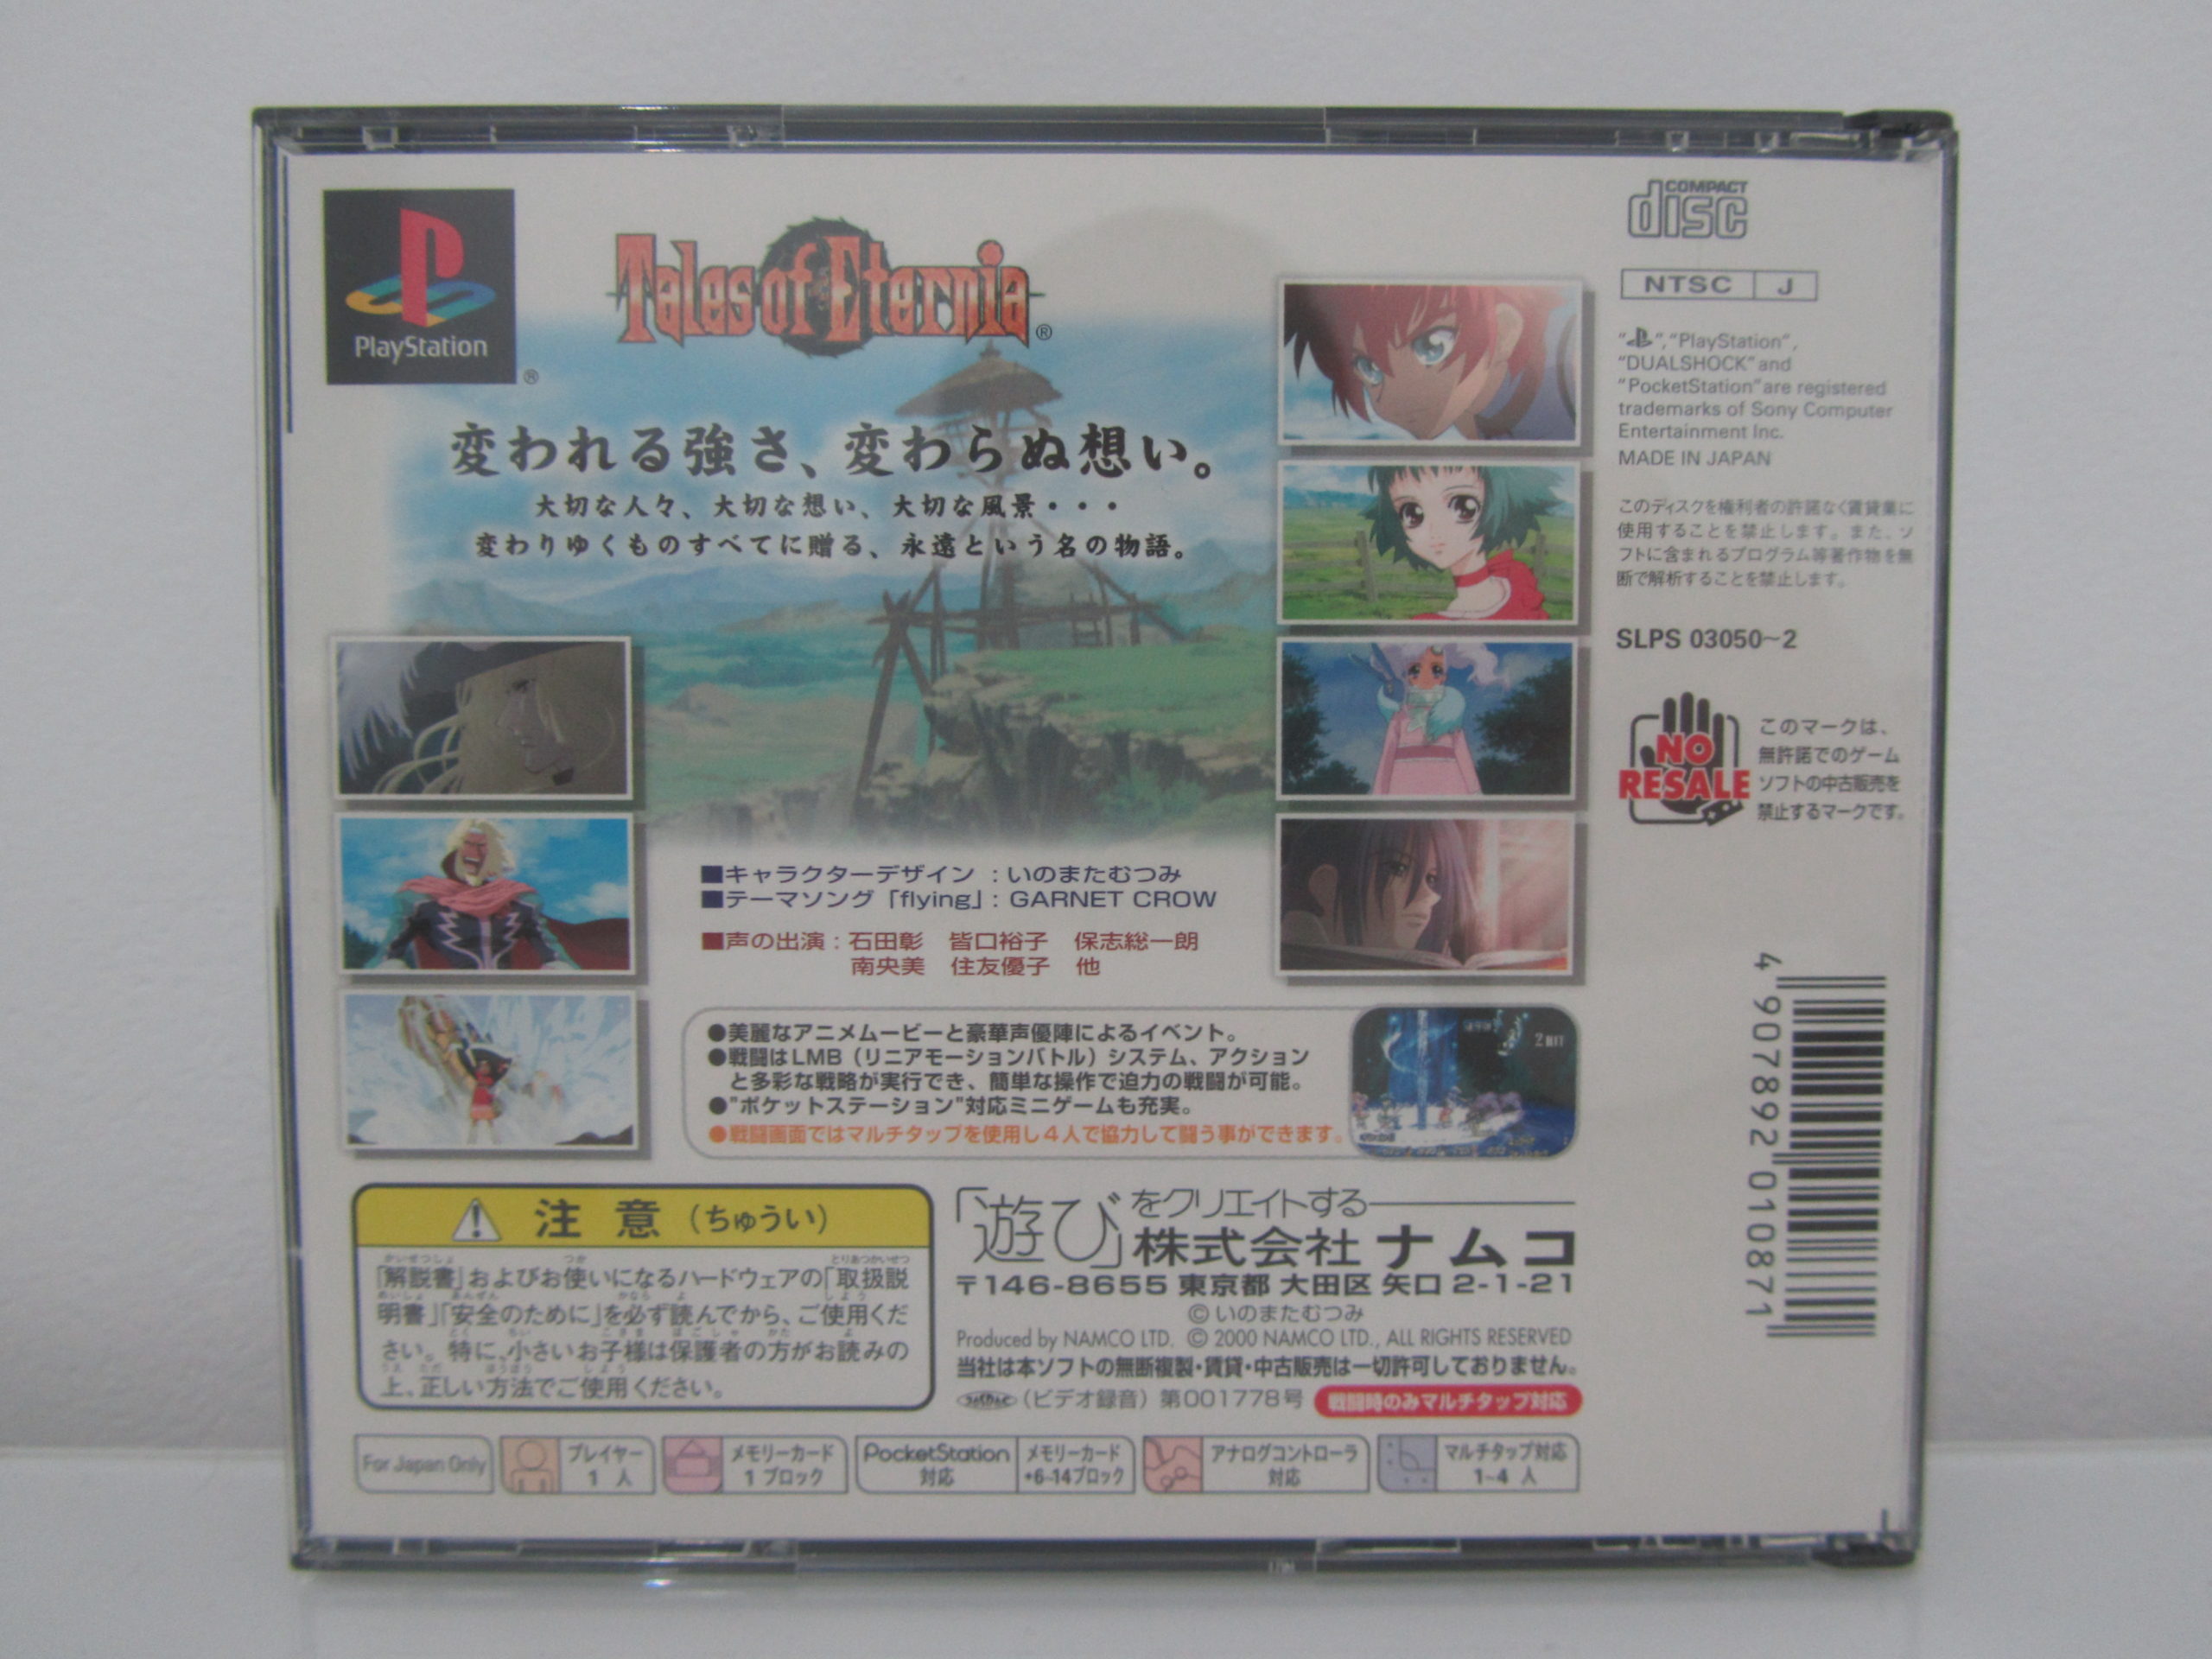 PlayStation
®
Tales of Eternia
®
変われる強さ、変わらぬ想い。
大切な人々、大切な想い、大切な風景・・・
変わりゆくものすべてに贈る、永遠という名の物語。
■キャラクターデザイン：いのまたむつみ
■テーマソング「flying」：GARNET CROW
■声の出演：石田彰　皆口裕子　保志総一朗
南央美　住友優子　他
●美麗なアニメムービーと豪華声優陣によるイベント。
●戦闘はLMB（リニアモーションバトル）システム、アクション
と多彩な戦略が実行でき、簡単な操作で迫力の戦闘が可能。
●"ポケットステーション"対応ミニゲームも充実。
●戦闘画面ではマルチタップを使用し4人で協力して闘う事ができます。
2 HIT
注意（ちゅうい）
「解説書」およびお使いになるハードウェアの「取扱説
明書」「安全のために」を必ず読んでから、ご使用くだ
さい。特に、小さいお子様は保護者の方がお読みの
上、正しい方法でご使用ください。
「遊び」をクリエイトする
株式会社ナムコ
〒146-8655 東京都 大田区 矢口 2-1-21
© いのまたむつみ
Produced by NAMCO LTD. © 2000 NAMCO LTD., ALL RIGHTS RESERVED
当社は本ソフトの無断複製・賃貸・中古販売は一切許可しておりません。
（ビデオ録音）第001778号
戦闘時のみマルチタップ対応
For Japan Only
プレイヤー
1 人
メモリーカード
1 ブロック
PocketStation
対応
メモリーカード
+6~14ブロック
アナログコントローラ
対応
マルチタップ対応
1~4 人
COMPACT
disc
NTSC J
"PS","PlayStation",
"DUALSHOCK" and
"PocketStation" are registered
trademarks of Sony Computer
Entertainment Inc.
MADE IN JAPAN
このディスクを権利者の許諾なく賃貸業に
使用することを禁止します。また、ソ
フトに含まれるプログラム等著作物を無
断で解析することを禁止します。
SLPS 03050~2
NO
RESALE
このマークは、
無許諾でのゲーム
ソフトの中古販売を
禁止するマークです。
4 907892 010871